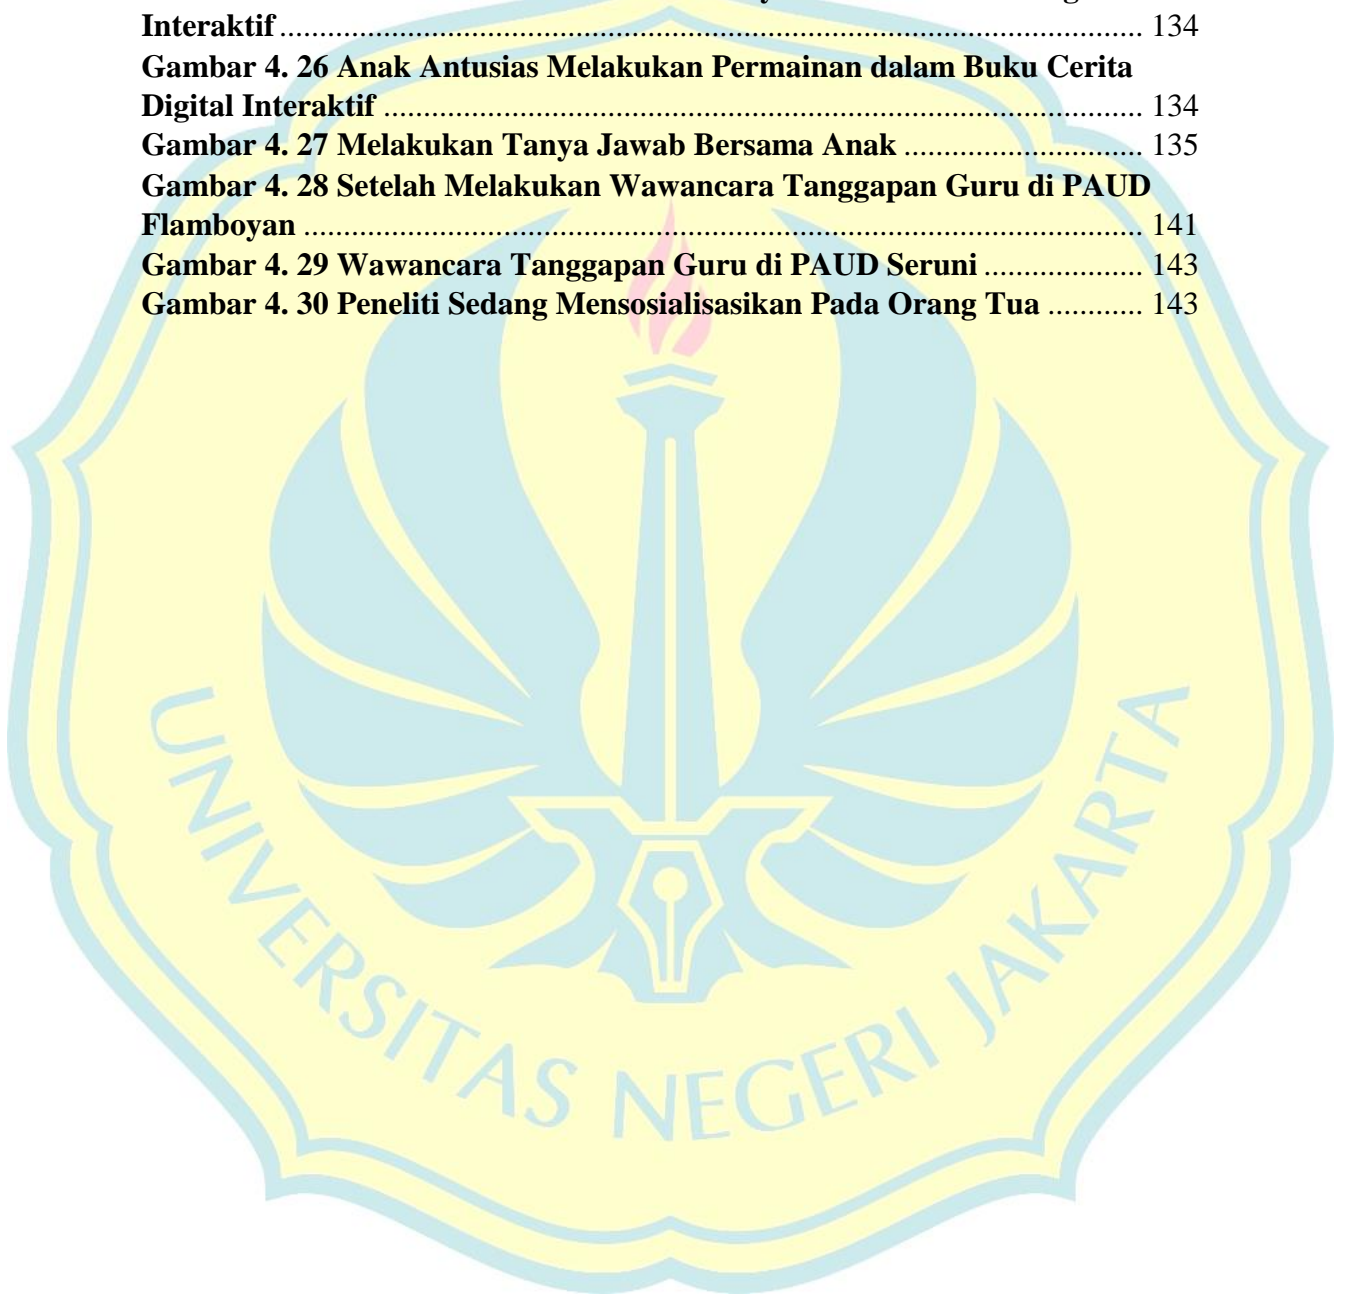 Interaktif ........................................................................................................... 134
Gambar 4. 26 Anak Antusias Melakukan Permainan dalam Buku Cerita
Digital Interaktif .............................................................................................. 134
Gambar 4. 27 Melakukan Tanya Jawab Bersama Anak .............................. 135
Gambar 4. 28 Setelah Melakukan Wawancara Tanggapan Guru di PAUD
Flamboyan ........................................................................................................ 141
Gambar 4. 29 Wawancara Tanggapan Guru di PAUD Seruni .................... 143
Gambar 4. 30 Peneliti Sedang Mensosialisasikan Pada Orang Tua ............ 143
UNIVERSITAS NEGERI JAKARTA